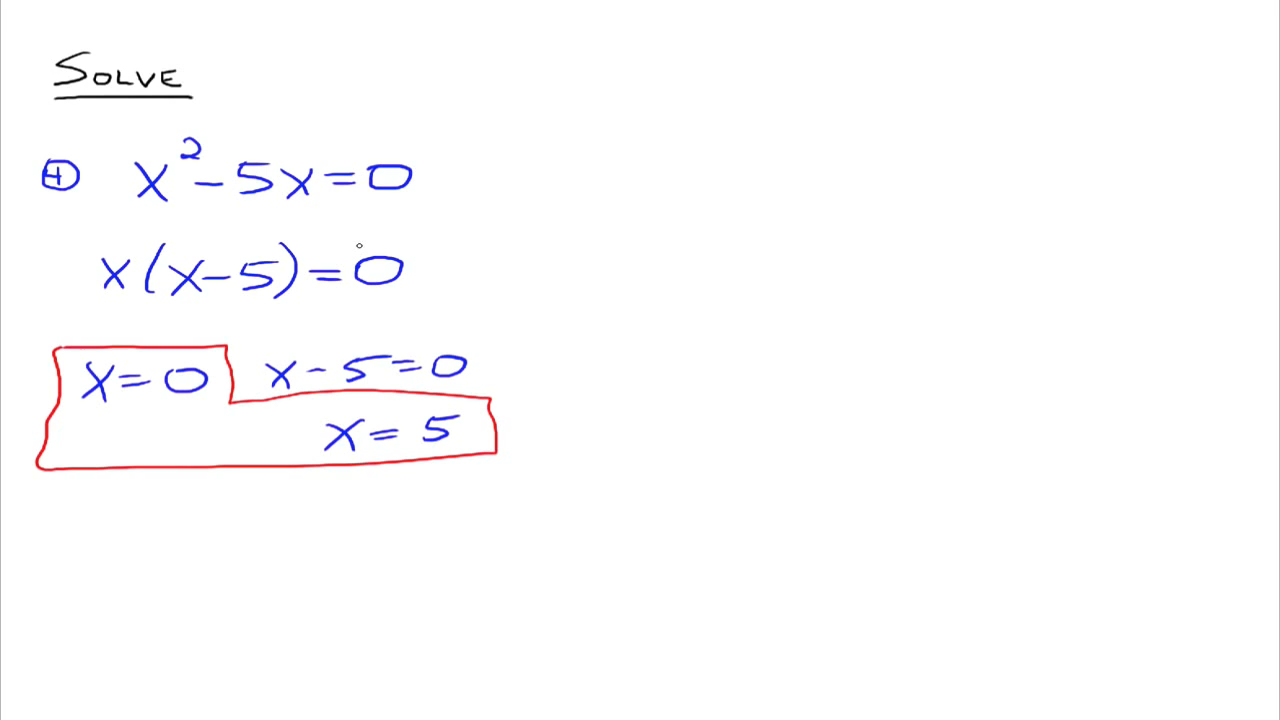 SOLVE
④ x²-5x=0
x(x-5)=0
x=0 x-5=0
x=5